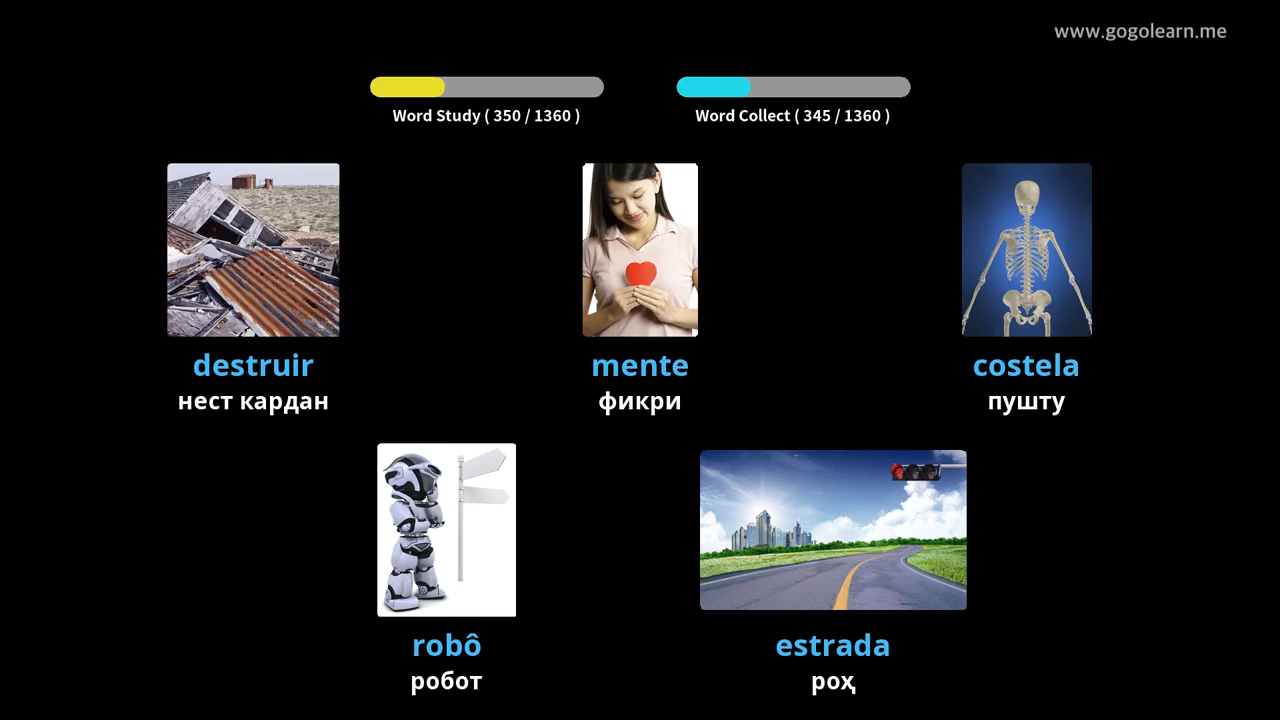 www.gogolearn.me
Word Study ( 350 / 1360 )
Word Collect ( 345 / 1360 )
destruir
mente
costela
нест кардан
фикри
пушту
robô
estrada
робот
роҳ